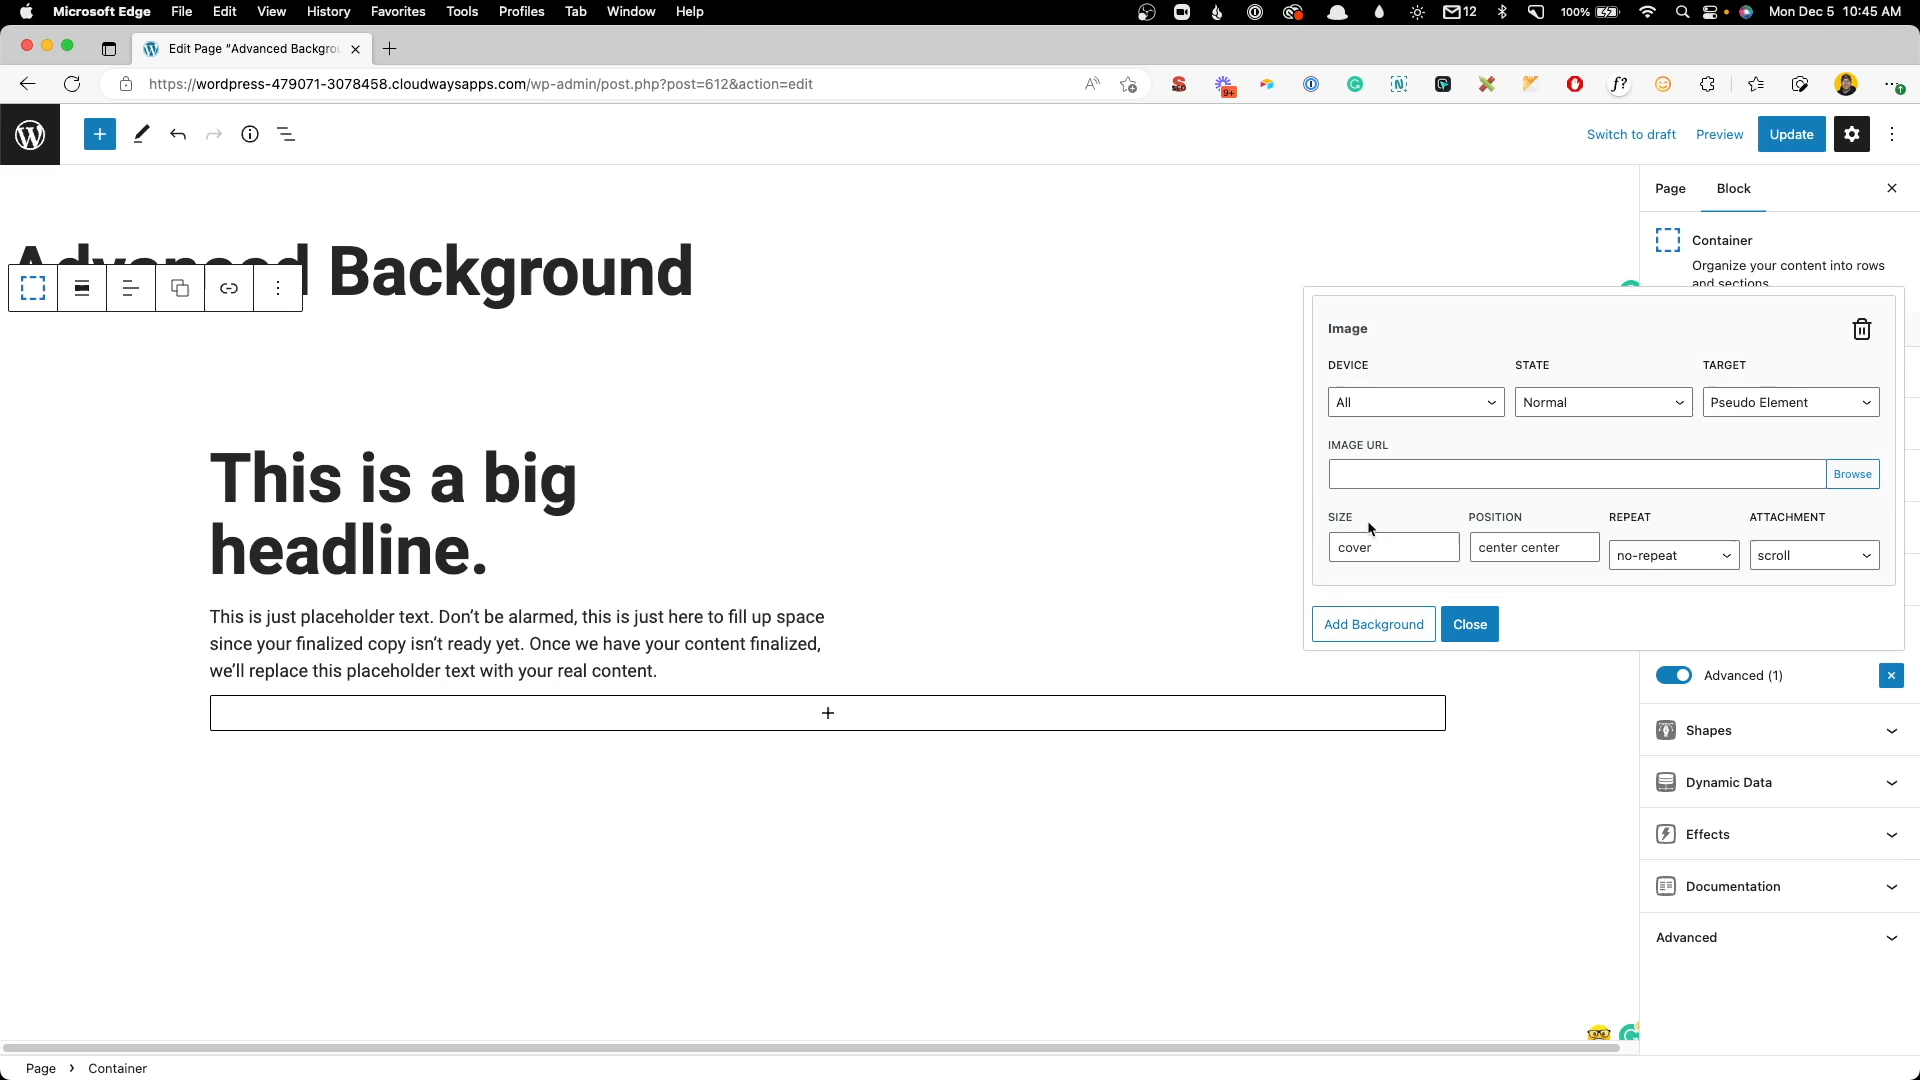 Microsoft Edge File Edit View History Favorites Tools Profiles Tab Window Help 12 100% Mon Dec 5 10:45 AM
Edit Page "Advanced Backgro
https://wordpress-479071-3078458.cloudwaysapps.com/wp-admin/post.php?post=612&action=edit
9+
Switch to draft Preview Update
Page Block
Advanced Background
Container
Organize your content into rows
and sections
Image
DEVICE STATE TARGET
All Normal Pseudo Element
IMAGE URL
Browse
SIZE POSITION REPEAT ATTACHMENT
cover center center no-repeat scroll
Add Background Close
This is a big
headline.
This is just placeholder text. Don't be alarmed, this is just here to fill up space
since your finalized copy isn't ready yet. Once we have your content finalized,
we'll replace this placeholder text with your real content.
Advanced (1)
Shapes
Dynamic Data
Effects
Documentation
Advanced
Page › Container